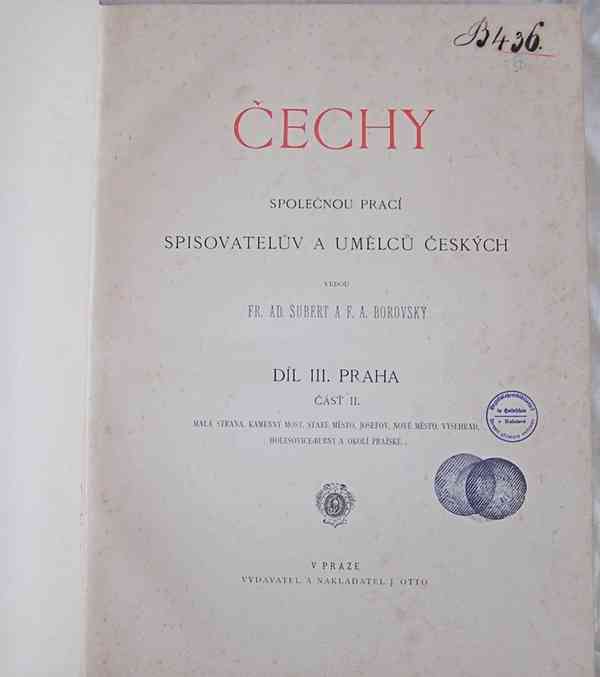 B436.
ČECHY
SPOLEČNOU PRACÍ
SPISOVATELŮV A UMĚLCŮ ČESKÝCH
VEDOU
FR. AD. ŠUBERT A F. A. BOROVSKÝ
DÍL III. PRAHA
ČÁSŤ II.
MALÁ STRANA, KAMENNÝ MOST, STARÉ MĚSTO, JOSEFOV, NOVÉ MĚSTO, VYŠEHRAD,
HOLEŠOVICE-BUBNY A OKOLÍ PRAŽSKÉ.
V PRAZE
VYDAVATEL A NAKLADATEL J. OTTO